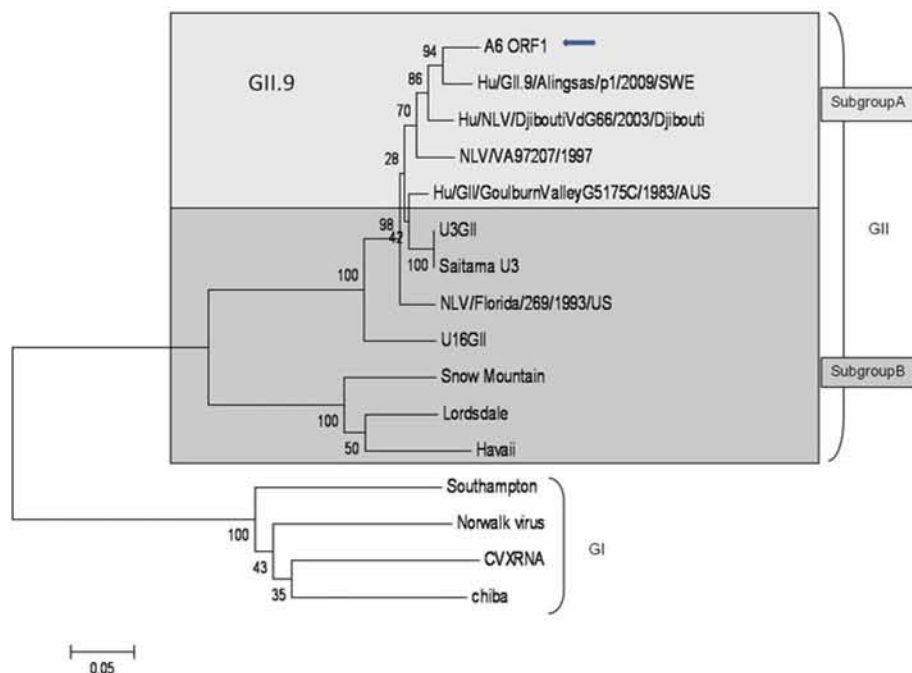 A6 ORF1
94
GII.9
Hu/GII.9/Alingsas/p1/2009/SWE
86
SubgroupA
Hu/NLV/DjiboutiVdG66/2003/Djibouti
70
NLV/VA97207/1997
28
Hu/GII/GoulburnValleyG5175C/1983/AUS
98
U3GII
GII
42
100
Saitama U3
100
NLV/Florida/269/1993/US
U16GII
Snow Mountain
SubgroupB
100
Lordsdale
50
Havaii
Southampton
100
Norwalk virus
GI
43
CVXRNA
35
chiba
0.05